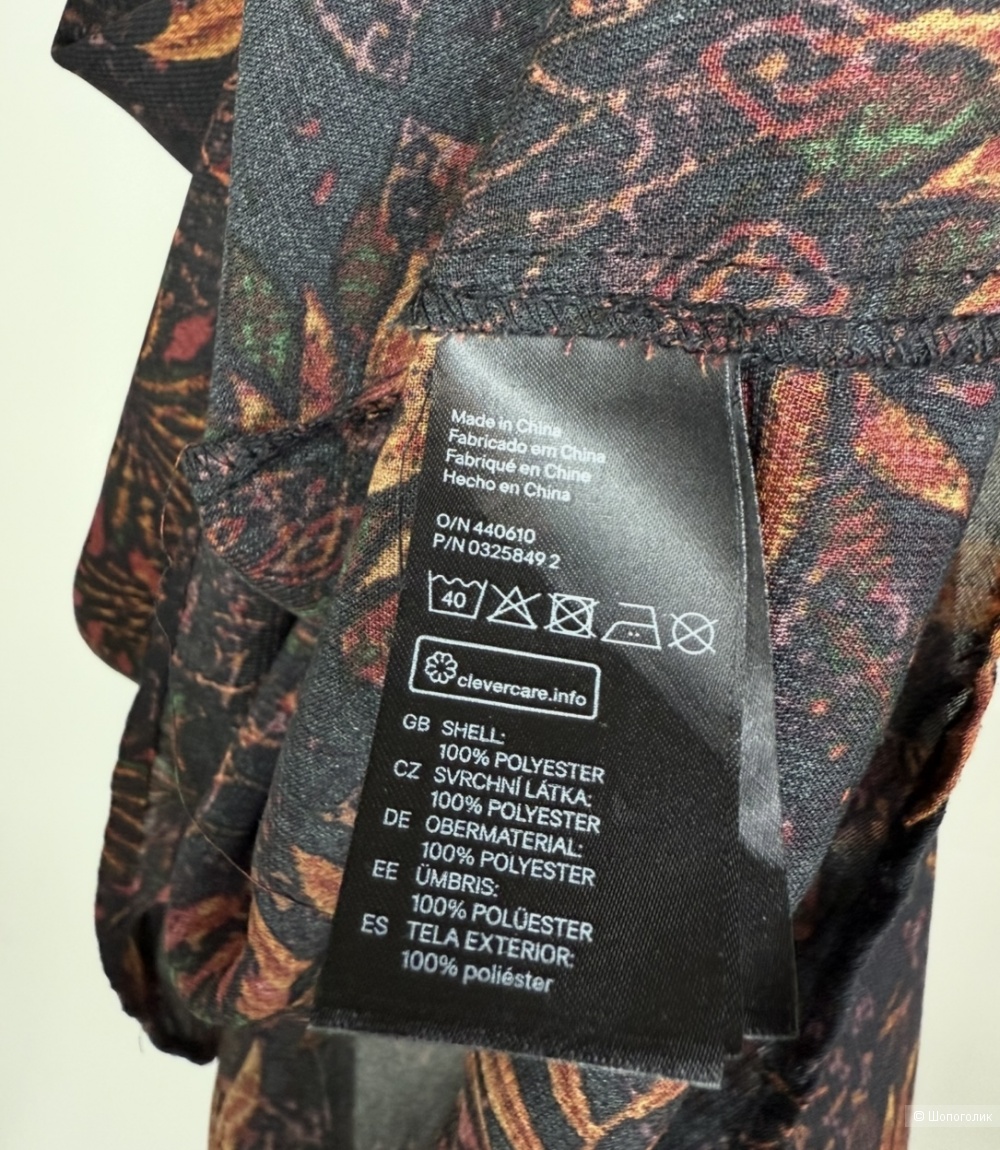 Made in China
Fabricado em China
Fabriqué en Chine
Hecho en China
O/N 440610
P/N 0325849 2
40
clevercare.info
GB SHELL:
100% POLYESTER
CZ SVRCHNÍ LÁTKA:
100% POLYESTER
DE OBERMATERIAL:
100% POLYESTER
EE ÜMBRIS:
100% POLÜESTER
ES TELA EXTERIOR:
100% poliéster
© Шопоголик